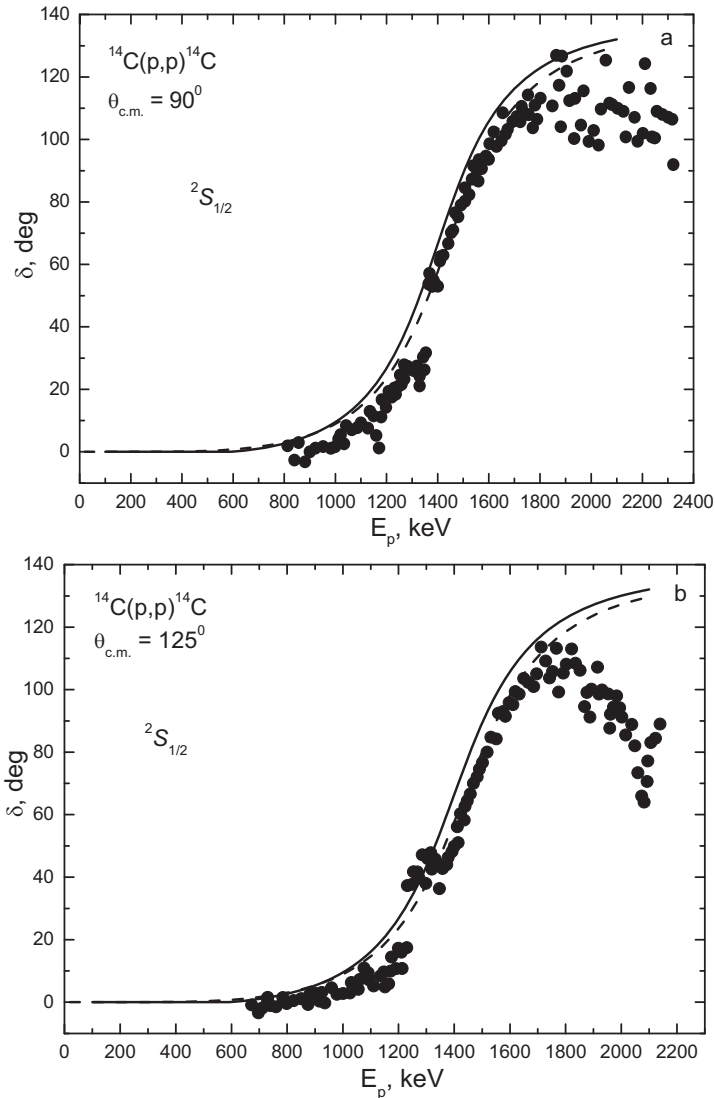 140
130
120
100
80
60
40
20
0
δ, deg
a
¹⁴C(p,p)¹⁴C
θc.m. = 90⁰
²S1/2
0 200 400 600 800 1000 1200 1400 1600 1800 2000 2200 2400
Ep, keV
140
120
100
80
60
40
20
0
δ, deg
b
¹⁴C(p,p)¹⁴C
θc.m. = 125⁰
²S1/2
0 200 400 600 800 1000 1200 1400 1600 1800 2000 2200
Ep, keV